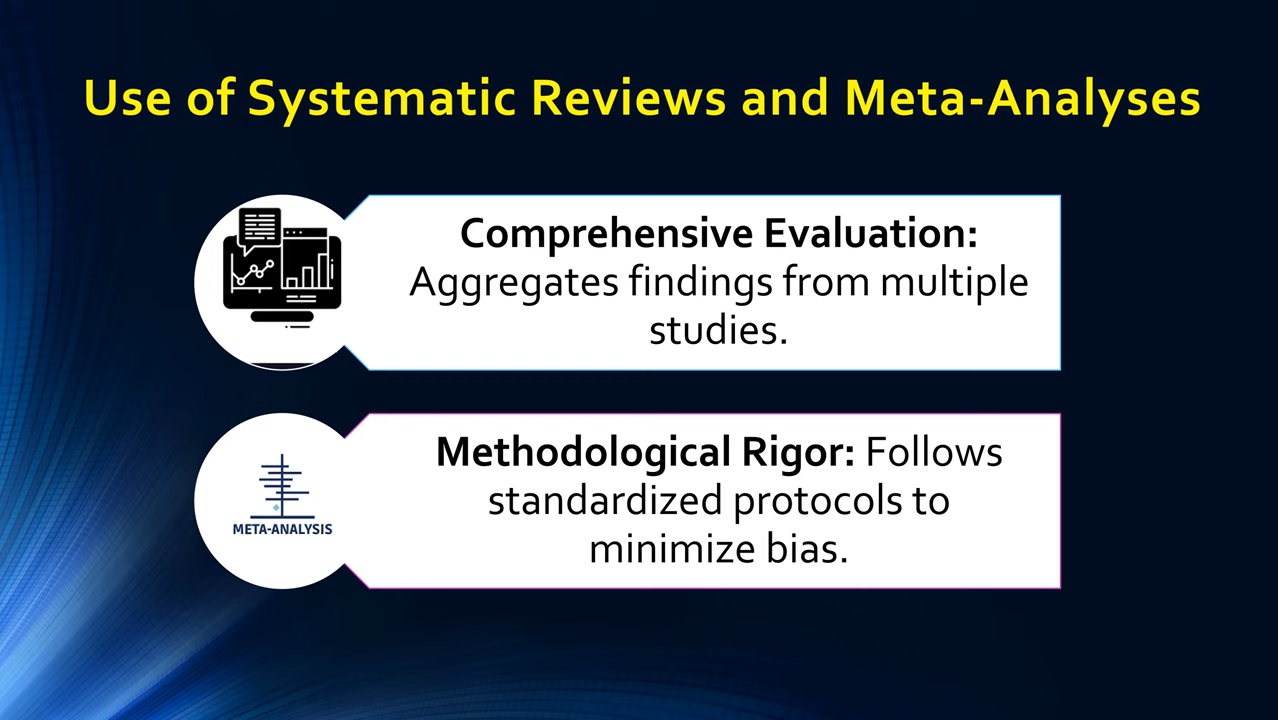 Use of Systematic Reviews and Meta-Analyses
Comprehensive Evaluation:
Aggregates findings from multiple
studies.
META-ANALYSIS
Methodological Rigor: Follows
standardized protocols to
minimize bias.